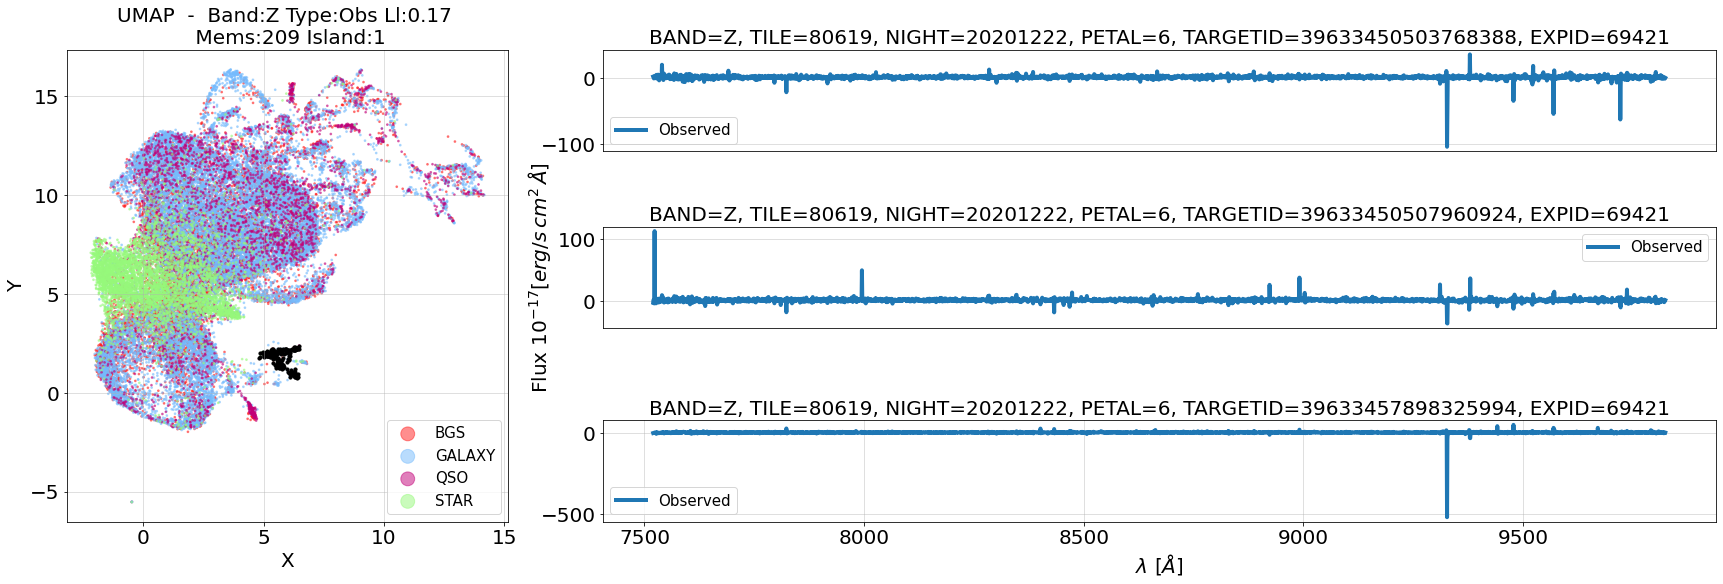 UMAP - Band:Z Type:Obs Ll:0.17
Mems:209 Island:1
Y
15
10
5
0
−5
0 5 10 15
X
BGS
GALAXY
QSO
STAR
Flux 10^{-17}[erg/s cm^2 Å]
BAND=Z, TILE=80619, NIGHT=20201222, PETAL=6, TARGETID=39633450503768388, EXPID=69421
0
−100
Observed
BAND=Z, TILE=80619, NIGHT=20201222, PETAL=6, TARGETID=39633450507960924, EXPID=69421
100
0
Observed
BAND=Z, TILE=80619, NIGHT=20201222, PETAL=6, TARGETID=39633457898325994, EXPID=69421
0
−500
Observed
7500 8000 8500 9000 9500
λ [Å]